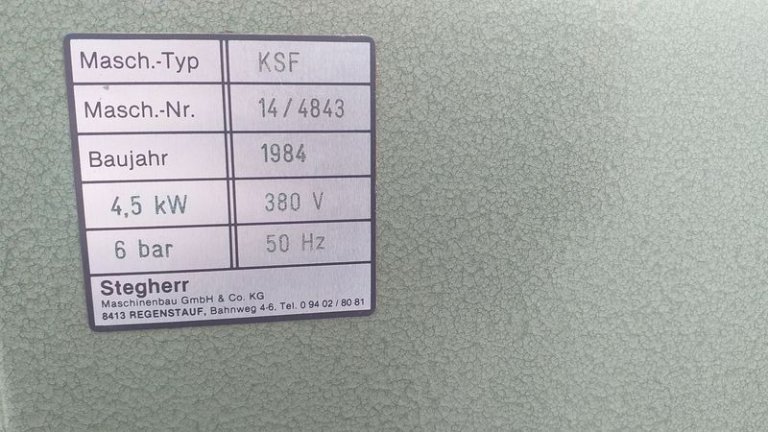 Masch.-Typ KSF
Masch.-Nr. 14/4843
Baujahr 1984
4,5 kW 380 V
6 bar 50 Hz
Stegherr
Maschinenbau GmbH & Co. KG
8413 REGENSTAUF, Bahnweg 4-6. Tel. 0 94 02 / 80 81